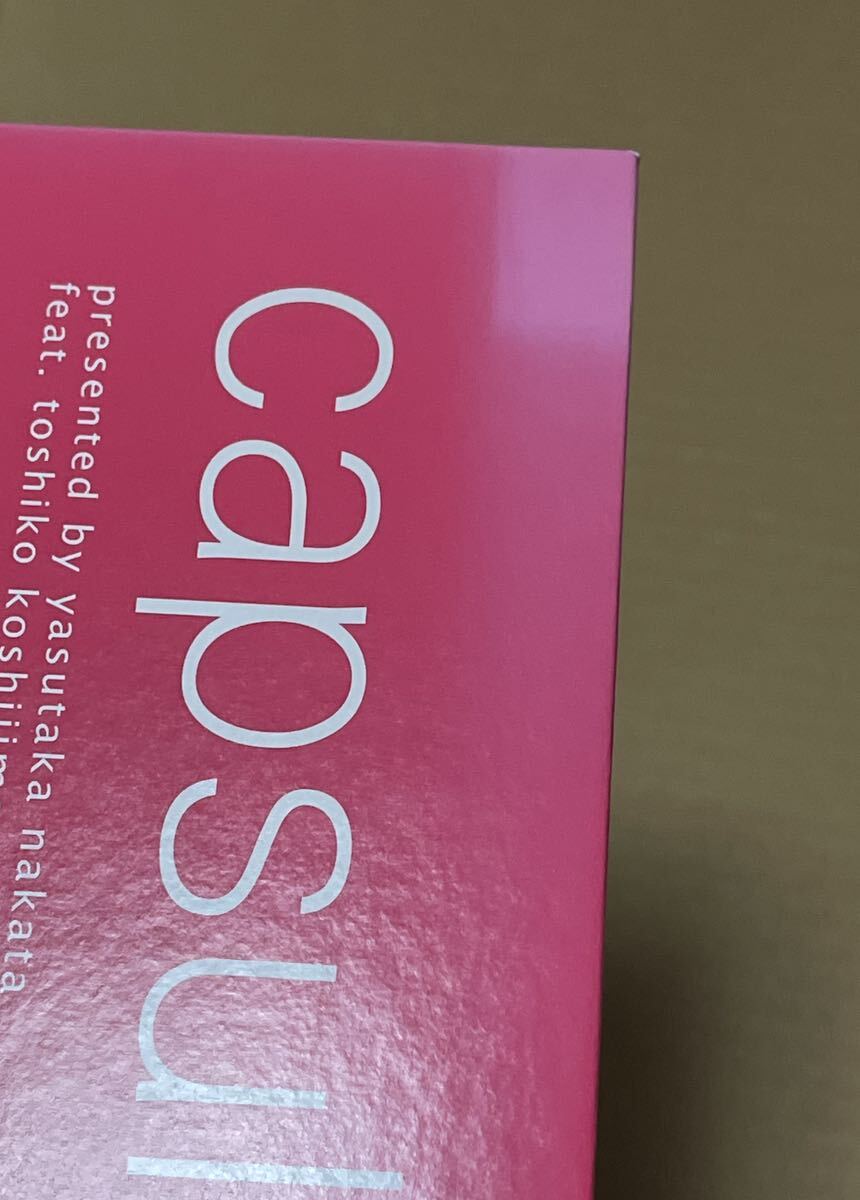 capsul
presented by yasutaka nakata
feat. toshiko